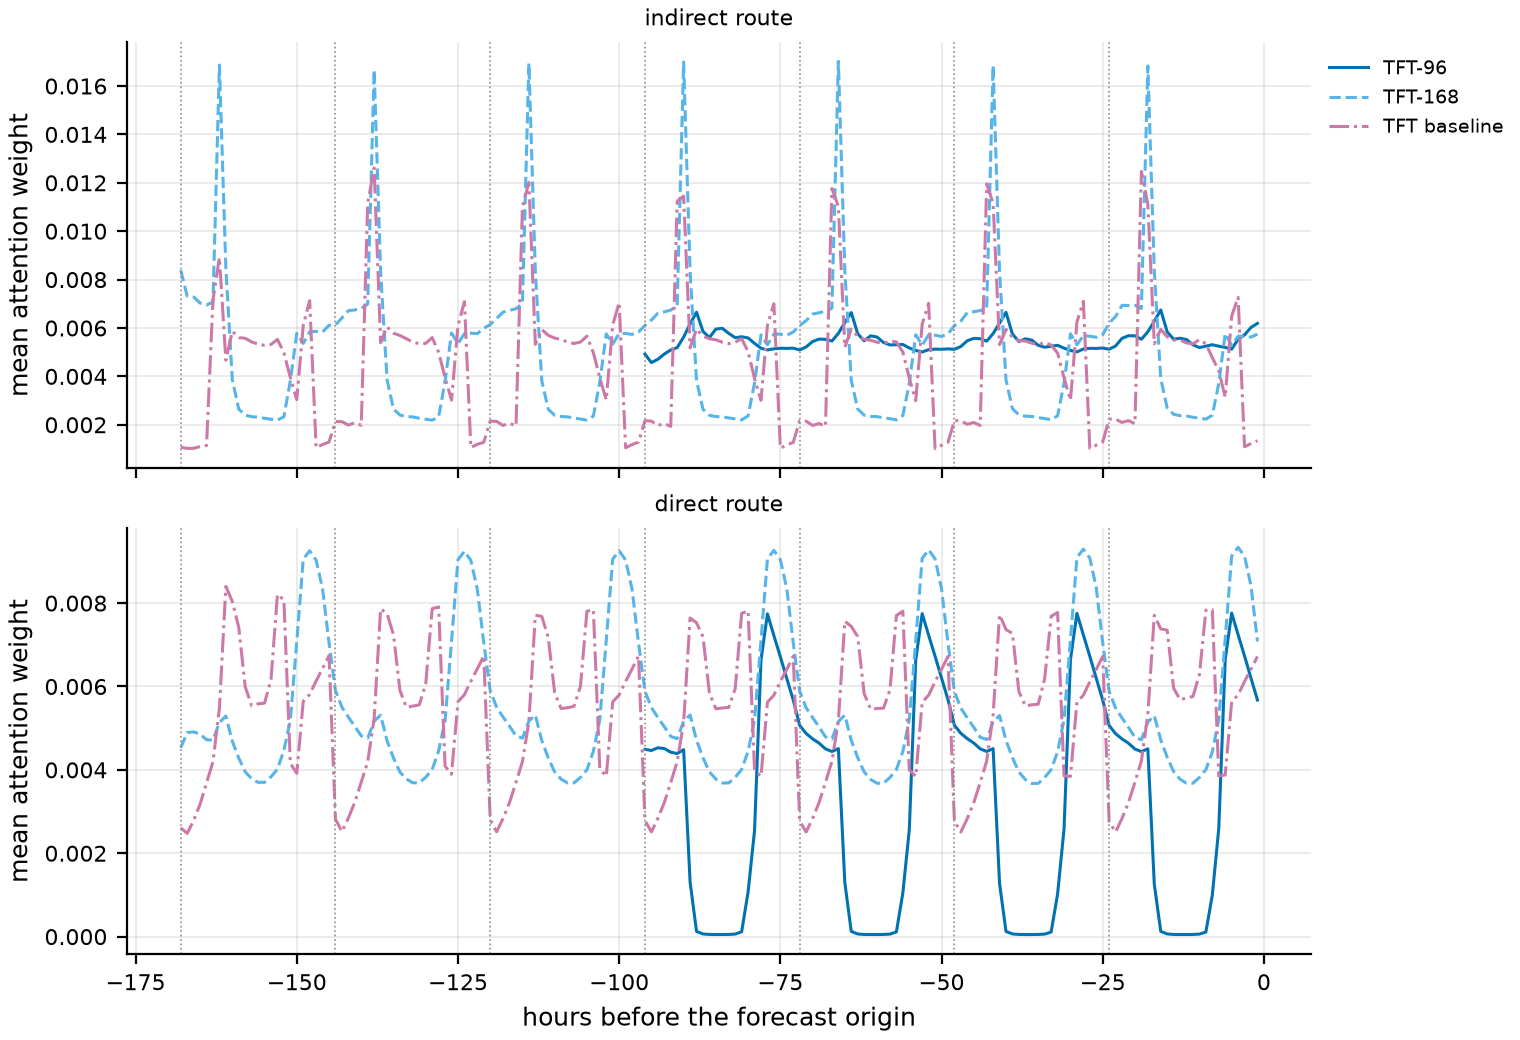 indirect route
mean attention weight
0.016
0.014
0.012
0.010
0.008
0.006
0.004
0.002
TFT-96
TFT-168
TFT baseline
direct route
mean attention weight
0.008
0.006
0.004
0.002
0.000
−175
−150
−125
−100
−75
−50
−25
0
hours before the forecast origin